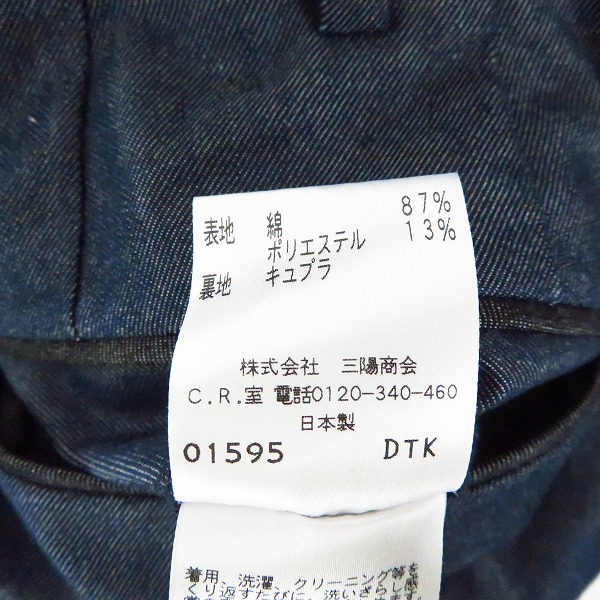 表地 綿 87%
ポリエステル 13%
裏地 キュプラ
株式会社 三陽商会
C.R.室 電話0120-340-460
日本製
01595 DTK
着用、洗濯、クリーニング等を
くり返すたびに、洗いざらし感